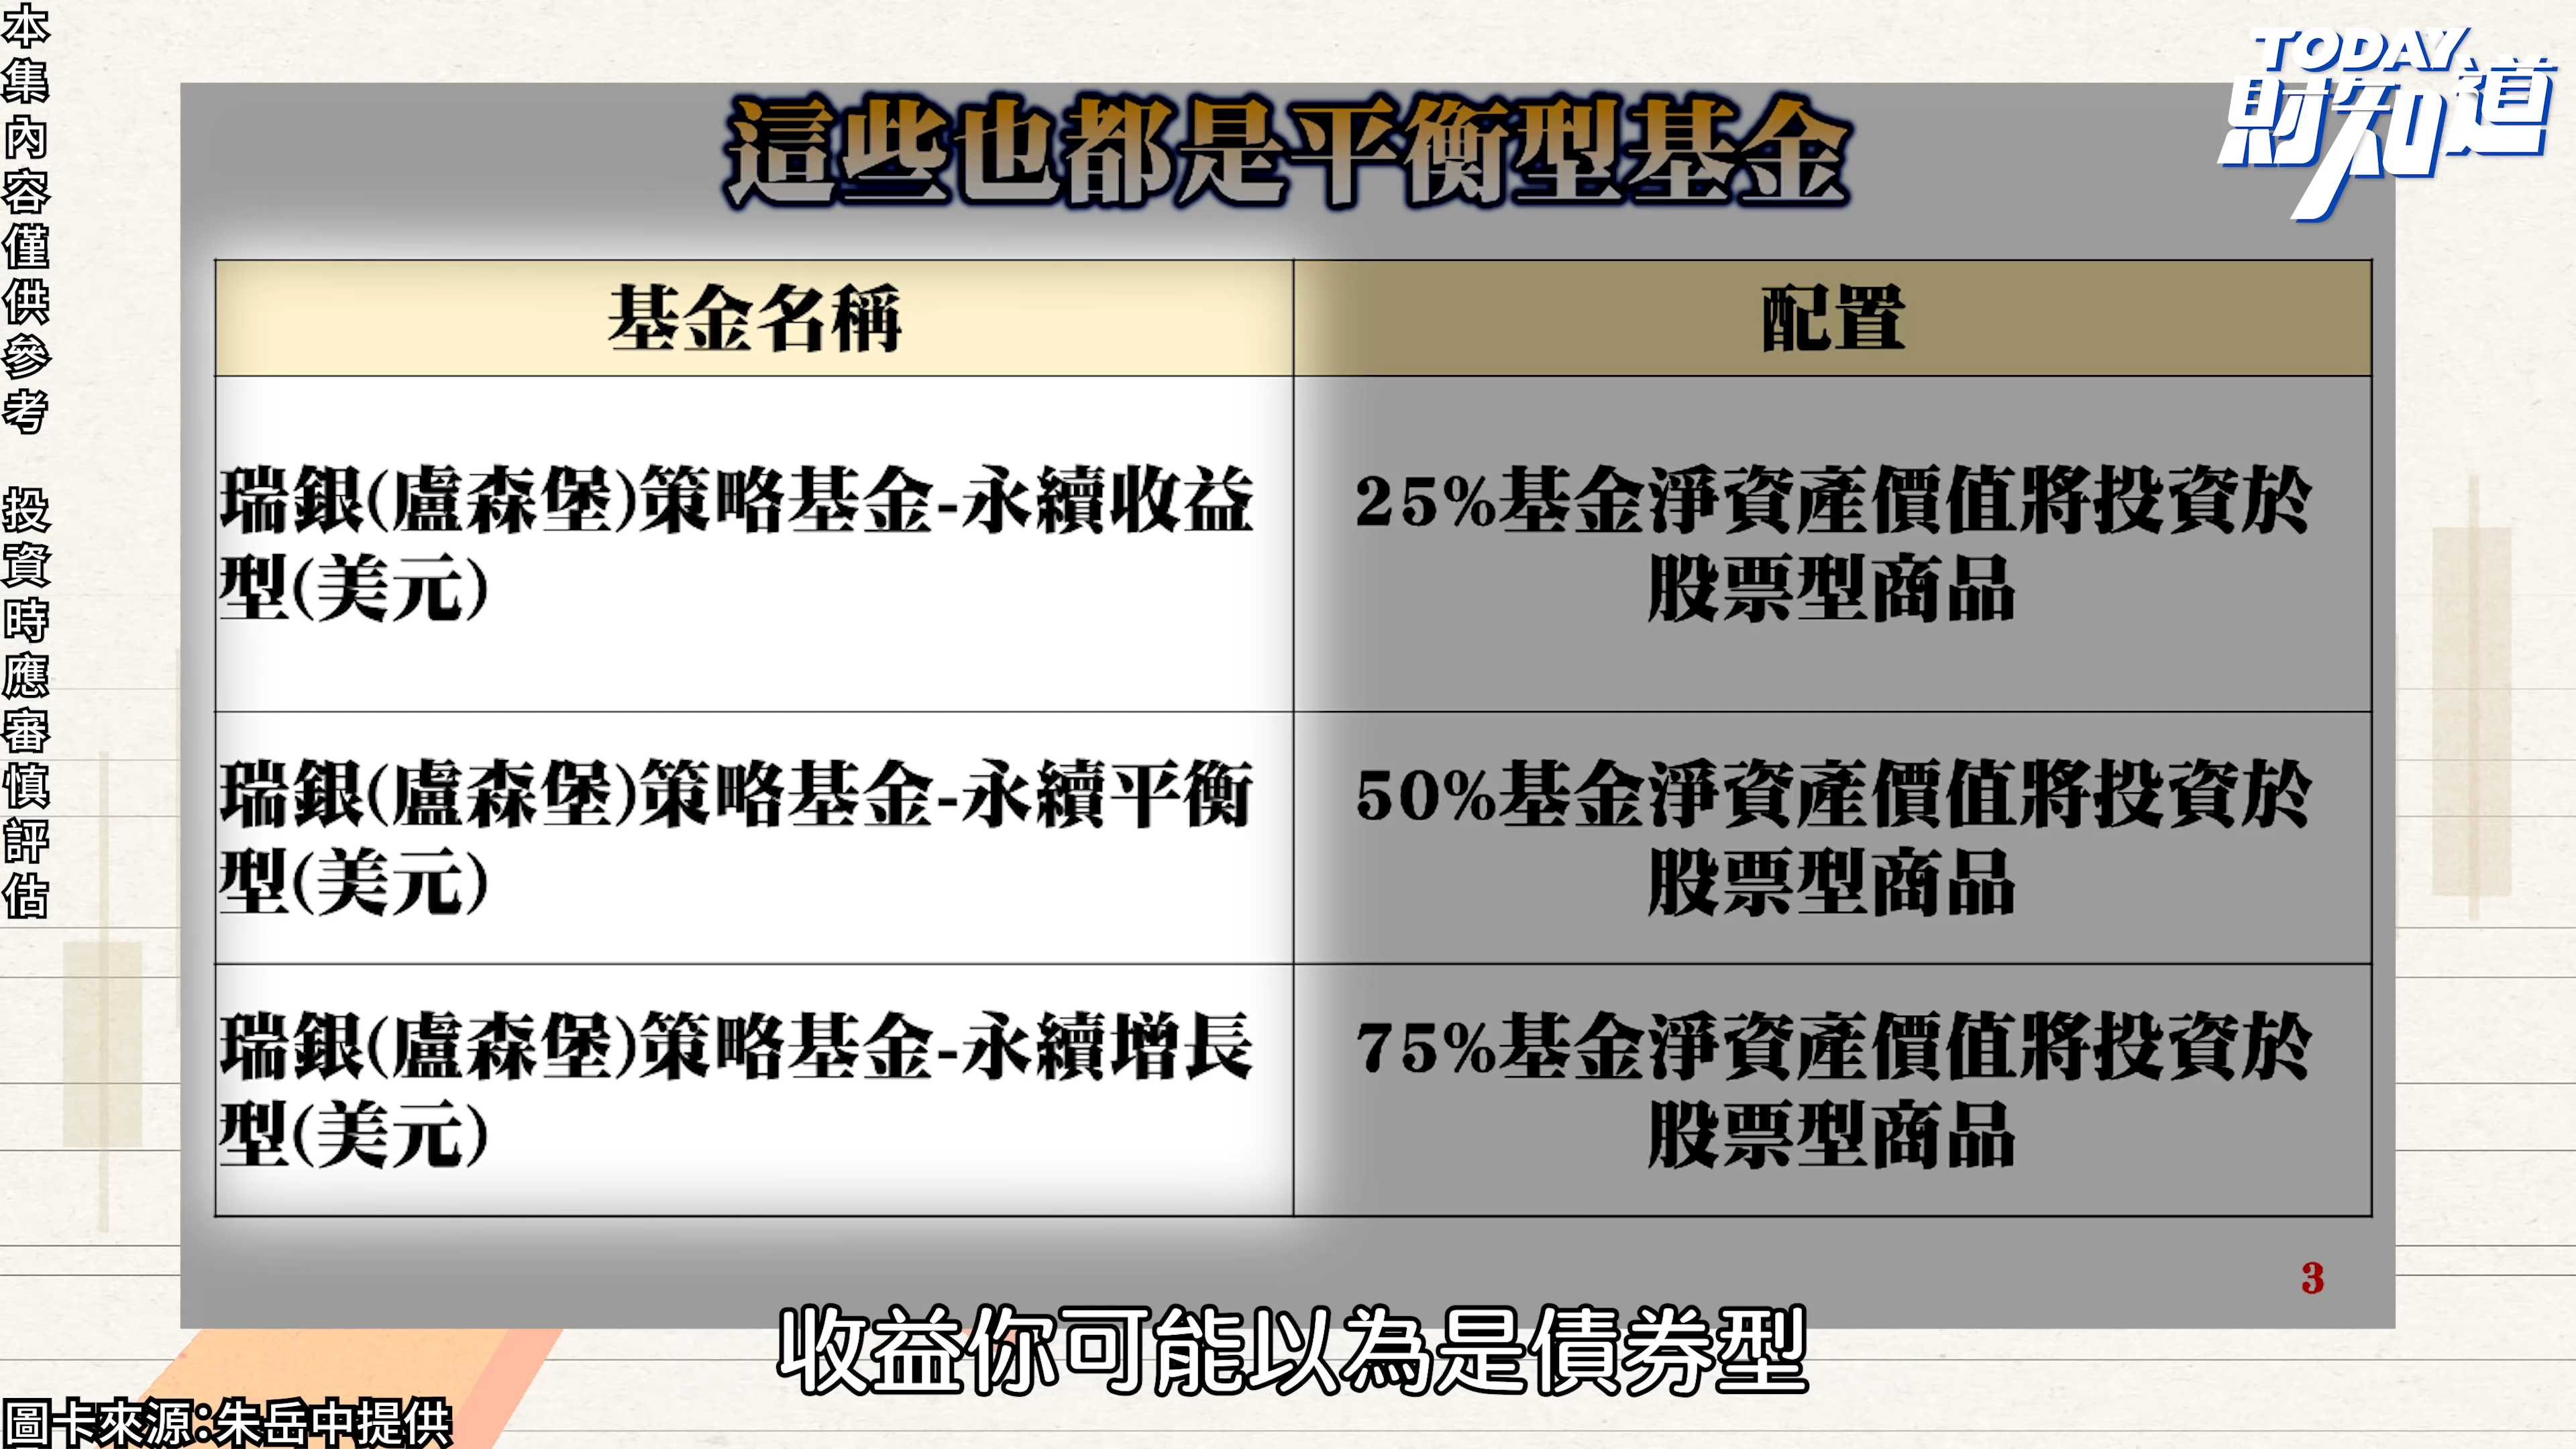 本集內容僅供參考 投資時應審慎評估
TODAY
財知道
這些也都是平衡型基金
基金名稱
配置
瑞銀(盧森堡)策略基金-永續收益
型(美元)
25%基金淨資產價值將投資於
股票型商品
瑞銀(盧森堡)策略基金-永續平衡
型(美元)
50%基金淨資產價值將投資於
股票型商品
瑞銀(盧森堡)策略基金-永續增長
型(美元)
75%基金淨資產價值將投資於
股票型商品
3
收益你可能以為是債券型
圖卡來源:朱岳中提供